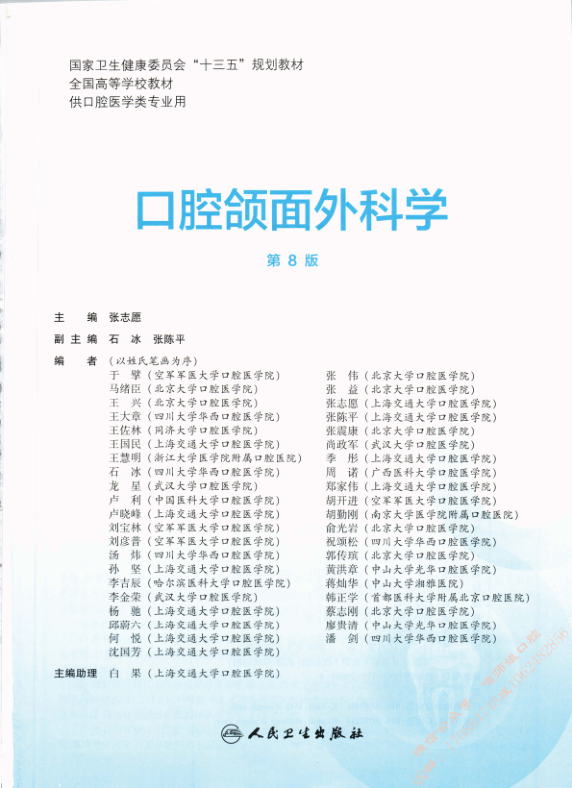 国家卫生健康委员会“十三五”规划教材
全国高等学校教材
供口腔医学类专业用
口腔颌面外科学
第 8 版
主 编 张志愿
副主编 石 冰 张陈平
编 者 (以姓氏笔画为序)
于 擘(空军军医大学口腔医学院)
马绪臣(北京大学口腔医学院)
王 兴(北京大学口腔医学院)
王大章(四川大学华西口腔医学院)
王佐林(同济大学口腔医学院)
王国民(上海交通大学口腔医学院)
王慧明(浙江大学医学院附属口腔医院)
石 冰(四川大学华西口腔医学院)
龙 星(武汉大学口腔医学院)
卢 利(中国医科大学口腔医学院)
卢晓峰(上海交通大学口腔医学院)
刘宝林(空军军医大学口腔医学院)
刘彦普(空军军医大学口腔医学院)
汤 炜(四川大学华西口腔医学院)
孙 坚(上海交通大学口腔医学院)
李吉辰(哈尔滨医科大学口腔医学院)
李金荣(武汉大学口腔医学院)
杨 驰(上海交通大学口腔医学院)
邱蔚六(上海交通大学口腔医学院)
何 悦(上海交通大学口腔医学院)
沈国芳(上海交通大学口腔医学院)
张 伟(北京大学口腔医学院)
张 益(北京大学口腔医学院)
张志愿(上海交通大学口腔医学院)
张陈平(上海交通大学口腔医学院)
张震康(北京大学口腔医学院)
尚政军(武汉大学口腔医学院)
季 彤(上海交通大学口腔医学院)
周 诺(广西医科大学口腔医学院)
郑家伟(上海交通大学口腔医学院)
胡开进(空军军医大学口腔医学院)
胡勤刚(南京大学医学院附属口腔医院)
俞光岩(北京大学口腔医学院)
祝颂松(四川大学华西口腔医学院)
郭传瑸(北京大学口腔医学院)
黄洪章(中山大学光华口腔医学院)
蒋灿华(中山大学湘雅医院)
韩正学(首都医科大学附属北京口腔医院)
蔡志刚(北京大学口腔医学院)
廖贵清(中山大学光华口腔医学院)
潘 剑(四川大学华西口腔医学院)
主编助理 白 果(上海交通大学口腔医学院)
人民卫生出版社